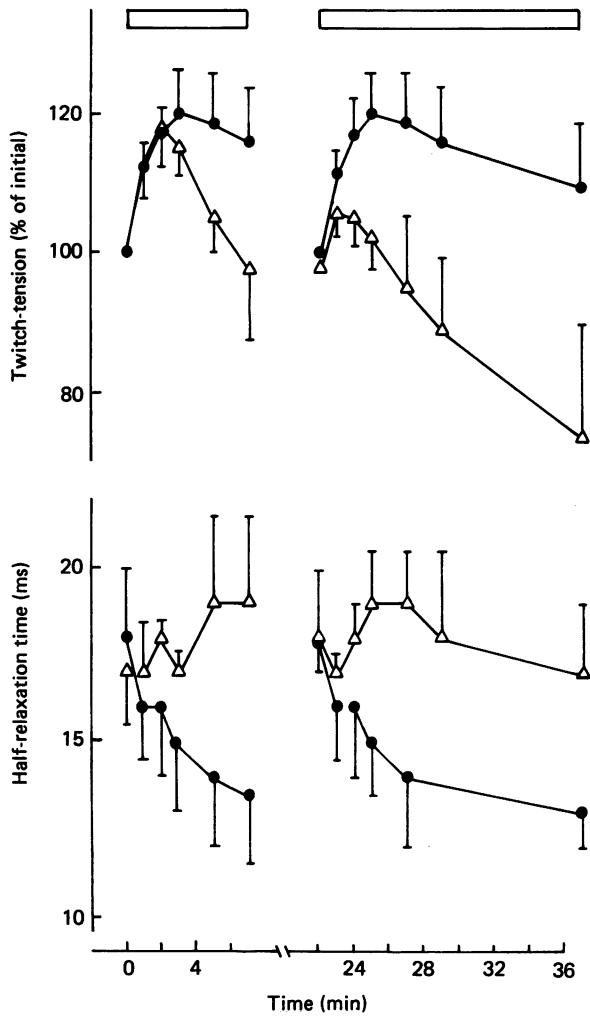 Twitch-tension (% of initial)
120
100
80
Half-relaxation time (ms)
20
15
10
0 4 24 28 32 36
Time (min)